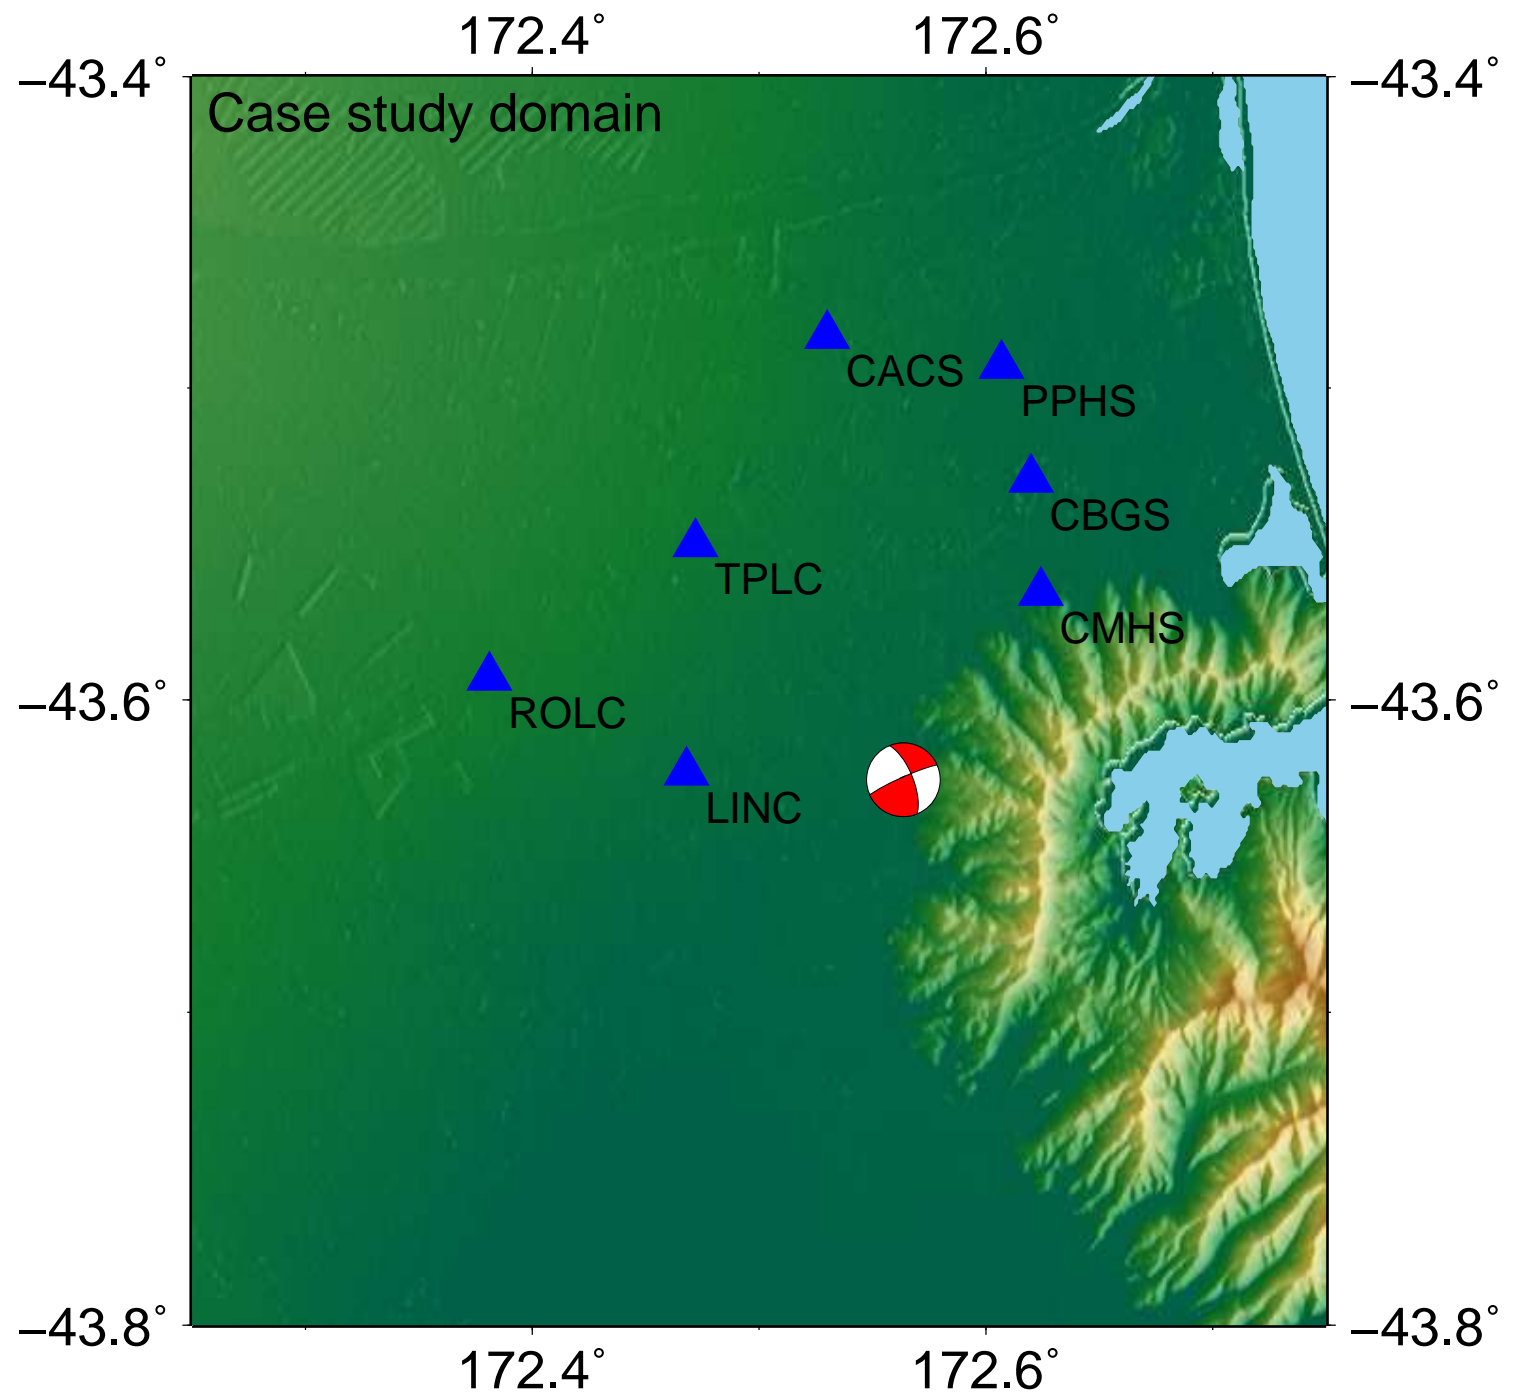 172.4° 172.6°
−43.4° −43.4°
Case study domain
CACS
PPHS
CBGS
TPLC
CMHS
−43.6° −43.6°
ROLC
LINC
−43.8° −43.8°
172.4° 172.6°